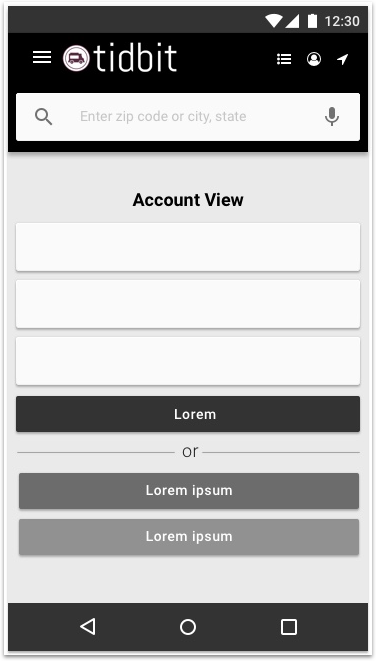 12:30
tidbit
Enter zip code or city, state
Account View
Lorem
or
Lorem ipsum
Lorem ipsum